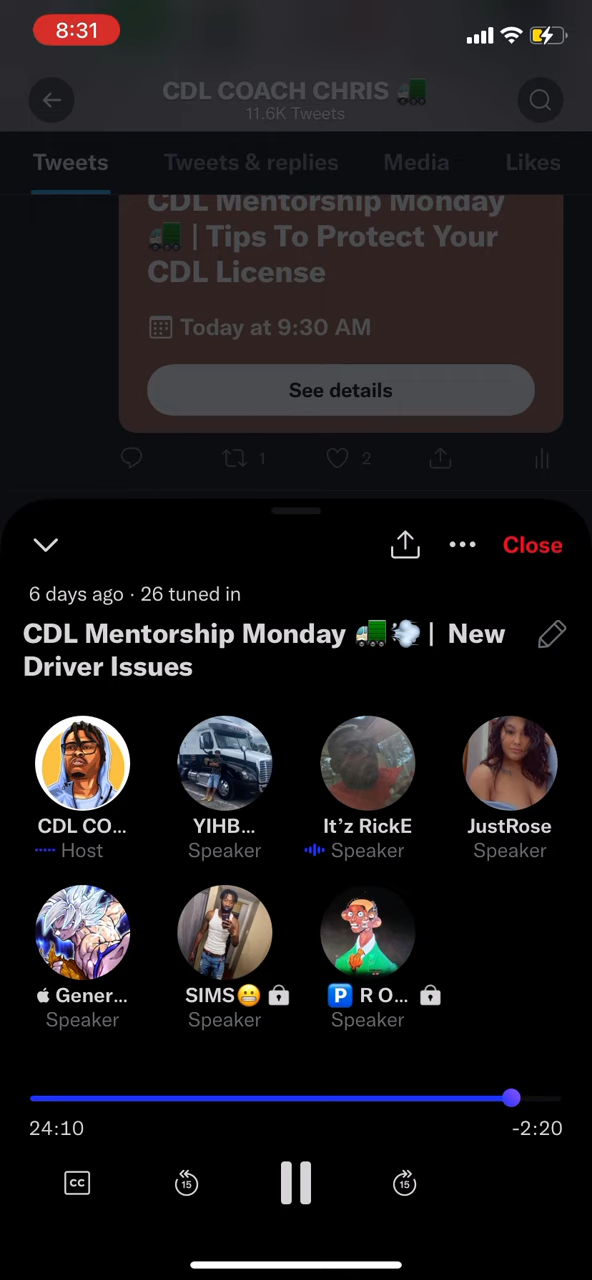 8:31
CDL COACH CHRIS 🚛
11.6K Tweets
Tweets Tweets & replies Media Likes
CDL Mentorship Monday
🚛 | Tips To Protect Your
CDL License
Today at 9:30 AM
See details
1 2
Close
6 days ago · 26 tuned in
CDL Mentorship Monday 🚛💨 | New
Driver Issues
CDL CO... YIHB... It'z RickE JustRose
Host Speaker Speaker Speaker
Gener... SIMS😬 🅿️ R O...
Speaker Speaker Speaker
24:10 -2:20
CC 15 15